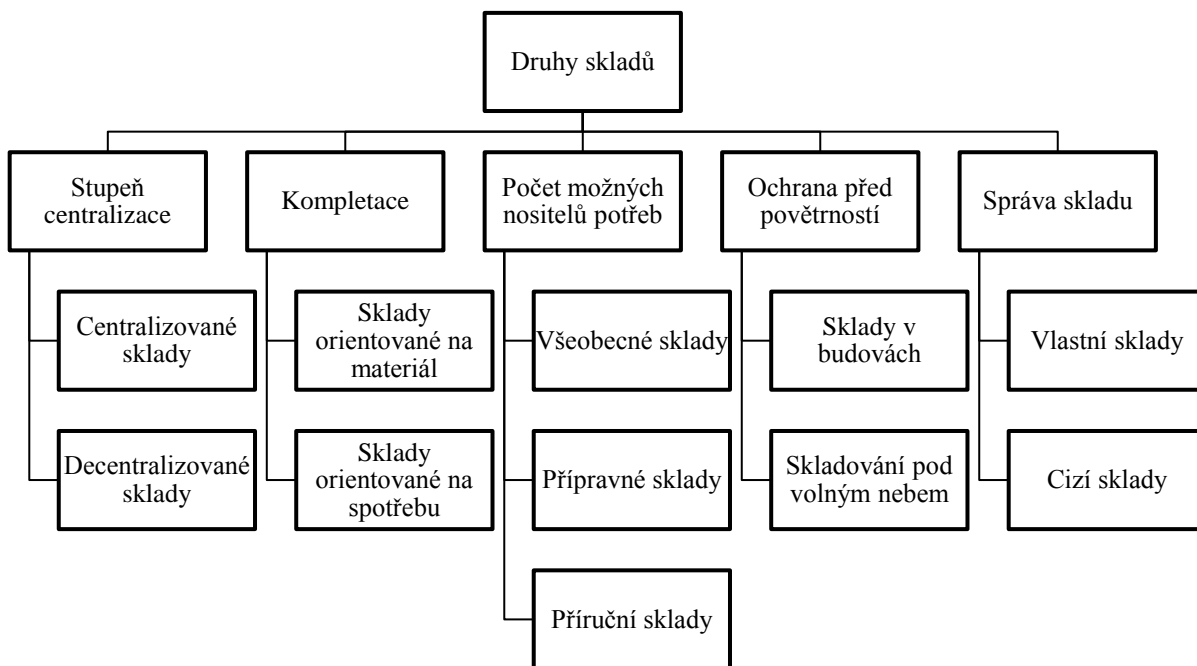 Druhy skladů
Stupeň
centralizace
Kompletace
Počet možných
nositelů potřeb
Ochrana před
povětrností
Správa skladu
Centralizované
sklady
Sklady
orientované na
materiál
Všeobecné sklady
Sklady v
budovách
Vlastní sklady
Decentralizované
sklady
Sklady
orientované na
spotřebu
Přípravné sklady
Skladování pod
volným nebem
Cizí sklady
Příruční sklady